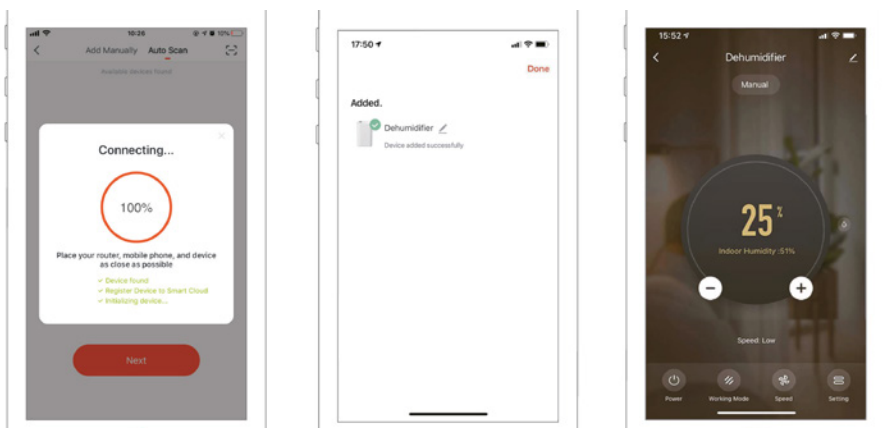 10:26
10%
Add Manually Auto Scan
Available devices found
Connecting...
100%
Place your router, mobile phone, and device
as close as possible
✓ Device found
✓ Register Device to Smart Cloud
✓ Initializing device...
Next
17:50
Done
Added.
Dehumidifier
Device added successfully
15:52
Dehumidifier
Manual
25%
Indoor Humidity :51%
Speed: Low
Power Working Mode Speed Setting